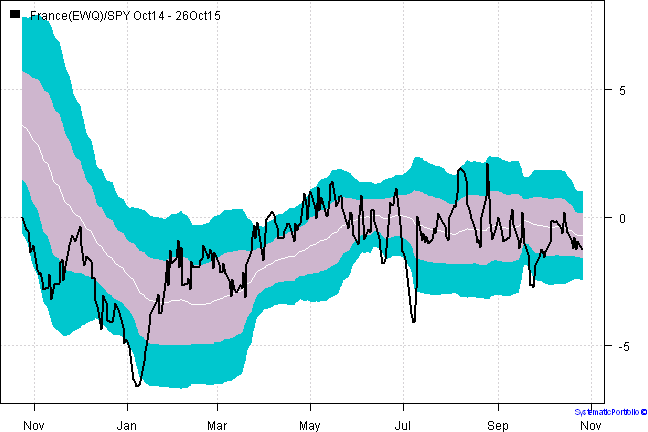 France(EWQ)/SPY Oct14 - 26Oct15
5
0
-5
SystematicPortfolio ©
Nov Jan Mar May Jul Sep Nov